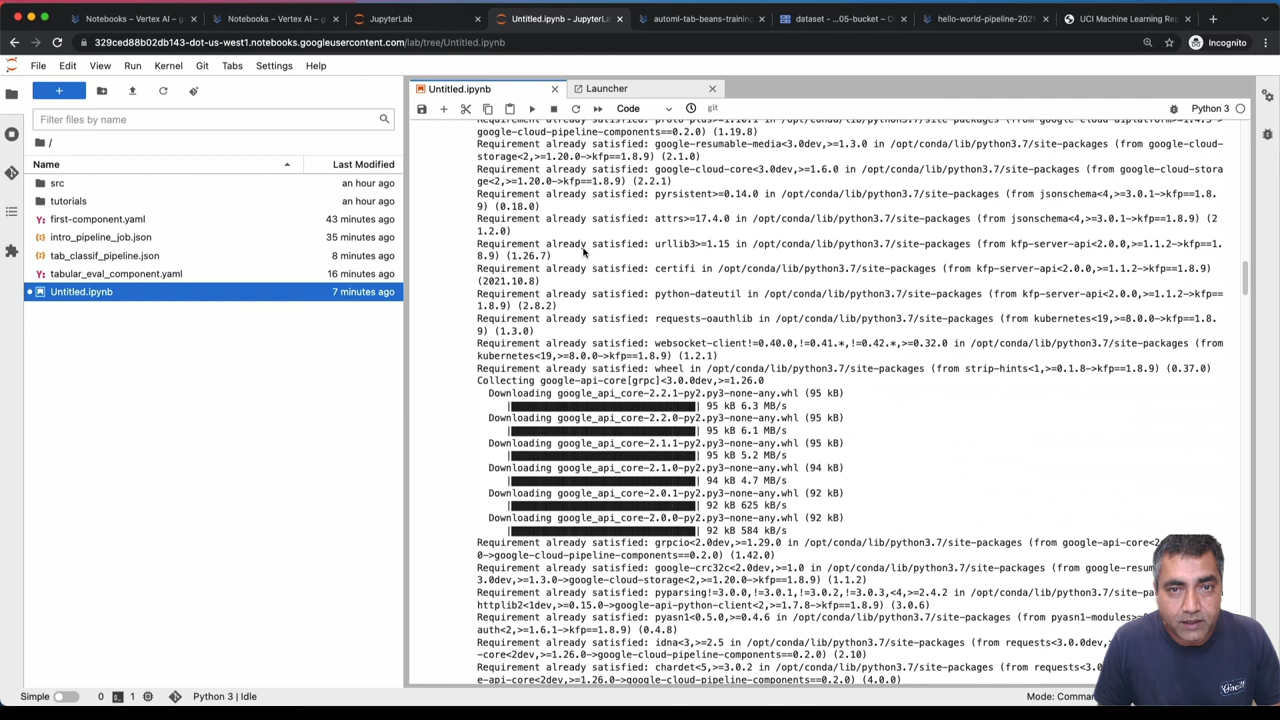 Notebooks – Vertex AI –
Notebooks – Vertex AI –
JupyterLab
Untitled.ipynb - JupyterLa
automl-tab-beans-training
dataset - ...05-bucket – O
hello-world-pipeline-2021
UCI Machine Learning Re
329ced88b02db143-dot-us-west1.notebooks.googleusercontent.com/lab/tree/Untitled.ipynb
Incognito
File Edit View Run Kernel Git Tabs Settings Help
Filter files by name
/
Name Last Modified
src an hour ago
tutorials an hour ago
first-component.yaml 43 minutes ago
intro_pipeline_job.json 35 minutes ago
tab_classif_pipeline.json 8 minutes ago
tabular_eval_component.yaml 16 minutes ago
Untitled.ipynb 7 minutes ago
Untitled.ipynb
Launcher
Code
git
Python 3
google-cloud-pipeline-components==0.2.0) (1.19.8)
Requirement already satisfied: google-resumable-media<3.0dev,>=1.3.0 in /opt/conda/lib/python3.7/site-packages (from google-cloud-
storage<2,>=1.20.0->kfp==1.8.9) (2.1.0)
Requirement already satisfied: google-cloud-core<3.0dev,>=1.6.0 in /opt/conda/lib/python3.7/site-packages (from google-cloud-stora
ge<2,>=1.20.0->kfp==1.8.9) (2.2.1)
Requirement already satisfied: pyrsistent>=0.14.0 in /opt/conda/lib/python3.7/site-packages (from jsonschema<4,>=3.0.1->kfp==1.8.
9) (0.18.0)
Requirement already satisfied: attrs>=17.4.0 in /opt/conda/lib/python3.7/site-packages (from jsonschema<4,>=3.0.1->kfp==1.8.9) (2
1.2.0)
Requirement already satisfied: urllib3>=1.15 in /opt/conda/lib/python3.7/site-packages (from kfp-server-api<2.0.0,>=1.1.2->kfp==1.
8.9) (1.26.7)
Requirement already satisfied: certifi in /opt/conda/lib/python3.7/site-packages (from kfp-server-api<2.0.0,>=1.1.2->kfp==1.8.9)
(2021.10.8)
Requirement already satisfied: python-dateutil in /opt/conda/lib/python3.7/site-packages (from kfp-server-api<2.0.0,>=1.1.2->kfp==
1.8.9) (2.8.2)
Requirement already satisfied: requests-oauthlib in /opt/conda/lib/python3.7/site-packages (from kubernetes<19,>=8.0.0->kfp==1.8.
9) (1.3.0)
Requirement already satisfied: websocket-client!=0.40.0,!=0.41.*,!=0.42.*,>=0.32.0 in /opt/conda/lib/python3.7/site-packages (from
kubernetes<19,>=8.0.0->kfp==1.8.9) (1.2.1)
Requirement already satisfied: wheel in /opt/conda/lib/python3.7/site-packages (from strip-hints<1,>=0.1.8->kfp==1.8.9) (0.37.0)
Collecting google-api-core[grpc]<3.0.0dev,>=1.26.0
Downloading google_api_core-2.2.1-py2.py3-none-any.whl (95 kB)
| 95 kB 6.3 MB/s
Downloading google_api_core-2.2.0-py2.py3-none-any.whl (95 kB)
| 95 kB 6.1 MB/s
Downloading google_api_core-2.1.1-py2.py3-none-any.whl (95 kB)
| 95 kB 5.2 MB/s
Downloading google_api_core-2.1.0-py2.py3-none-any.whl (94 kB)
| 94 kB 4.7 MB/s
Downloading google_api_core-2.0.1-py2.py3-none-any.whl (92 kB)
| 92 kB 625 kB/s
Downloading google_api_core-2.0.0-py2.py3-none-any.whl (92 kB)
| 92 kB 584 kB/s
Requirement already satisfied: grpcio<2.0dev,>=1.29.0 in /opt/conda/lib/python3.7/site-packages (from google-api-core<2
0->google-cloud-pipeline-components==0.2.0) (1.42.0)
Requirement already satisfied: google-crc32c<2.0dev,>=1.0 in /opt/conda/lib/python3.7/site-packages (from google-resu
3.0dev,>=1.3.0->google-cloud-storage<2,>=1.20.0->kfp==1.8.9) (1.1.2)
Requirement already satisfied: pyparsing!=3.0.0,!=3.0.1,!=3.0.2,!=3.0.3,<4,>=2.4.2 in /opt/conda/lib/python3.7/site-pa
httplib2<1dev,>=0.15.0->google-api-python-client<2,>=1.7.8->kfp==1.8.9) (3.0.6)
Requirement already satisfied: pyasn1<0.5.0,>=0.4.6 in /opt/conda/lib/python3.7/site-packages (from pyasn1-modules>=
auth<2,>=1.6.1->kfp==1.8.9) (0.4.8)
Requirement already satisfied: idna<3,>=2.5 in /opt/conda/lib/python3.7/site-packages (from requests<3.0.0dev,
-core<2dev,>=1.26.0->google-cloud-pipeline-components==0.2.0) (2.10)
Requirement already satisfied: chardet<5,>=3.0.2 in /opt/conda/lib/python3.7/site-packages (from requests<3.0
e-api-core<2dev,>=1.26.0->google-cloud-pipeline-components==0.2.0) (4.0.0)
Simple 0 1 Python 3 | Idle
Mode: Comman